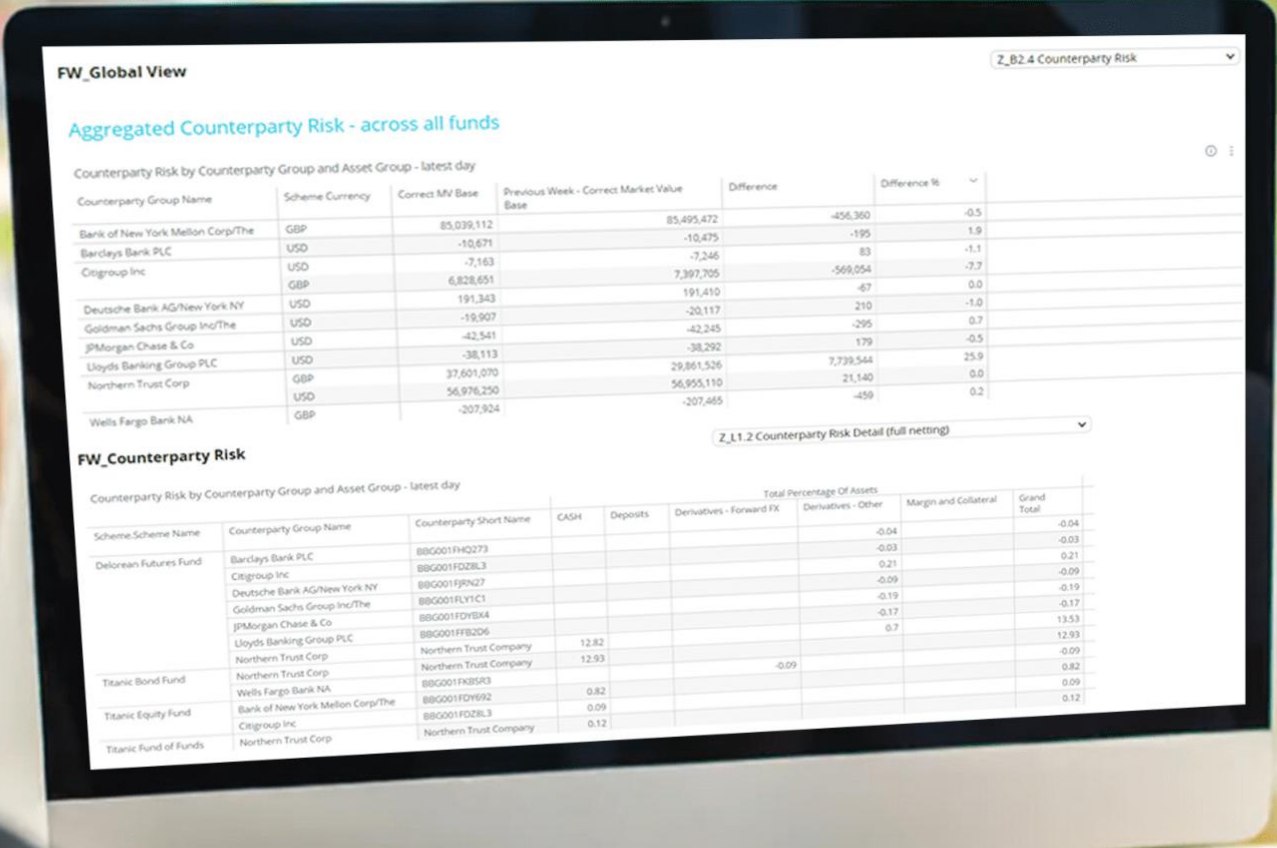 FW_Global View
Z_B2.4 Counterparty Risk
Aggregated Counterparty Risk - across all funds
Counterparty Risk by Counterparty Group and Asset Group - latest day
Counterparty Group Name Scheme Currency Correct MV Base Previous Week - Correct Market Value Base Difference Difference %
Bank of New York Mellon Corp/The GBP 85,039,112 85,495,472 -456,360 -0.5
Barclays Bank PLC USD -10,671 -10,475 -195 1.9
Citigroup Inc USD -7,163 -7,246 83 -1.1
GBP 6,828,651 7,397,705 -569,054 -7.7
Deutsche Bank AG/New York NY USD 191,343 191,410 -67 0.0
Goldman Sachs Group Inc/The USD -19,907 -20,117 210 -1.0
JPMorgan Chase & Co USD -42,541 -42,245 -295 0.7
Lloyds Banking Group PLC USD -38,113 -38,292 179 -0.5
Northern Trust Corp GBP 37,601,070 29,861,526 7,739,544 25.9
USD 56,976,250 56,955,110 21,140 0.0
Wells Fargo Bank NA GBP -207,924 -207,465 -459 0.2
Z_L1.2 Counterparty Risk Detail (full netting)
FW_Counterparty Risk
Counterparty Risk by Counterparty Group and Asset Group - latest day
Total Percentage Of Assets
Scheme.Scheme Name Counterparty Group Name Counterparty Short Name CASH Deposits Derivatives - Forward FX Derivatives - Other Margin and Collateral Grand Total
Delorean Futures Fund Barclays Bank PLC BBG001FHQ273 -0.04 -0.04
Citigroup Inc BBG001FDZ8L3 -0.03 -0.03
Deutsche Bank AG/New York NY BBG001FJRN27 0.21 0.21
Goldman Sachs Group Inc/The BBG001FLY1C1 -0.09 -0.09
JPMorgan Chase & Co BBG001FDYBX4 -0.19 -0.19
Lloyds Banking Group PLC BBG001FFB2D6 -0.17 -0.17
Northern Trust Corp Northern Trust Company 12.82 0.7 13.53
Titanic Bond Fund Northern Trust Corp Northern Trust Company 12.93 12.93
Wells Fargo Bank NA BBG001FKBSR3 -0.09 -0.09
Titanic Equity Fund Bank of New York Mellon Corp/The BBG001FDY692 0.82 0.82
Citigroup Inc BBG001FDZ8L3 0.09 0.09
Titanic Fund of Funds Northern Trust Corp Northern Trust Company 0.12 0.12